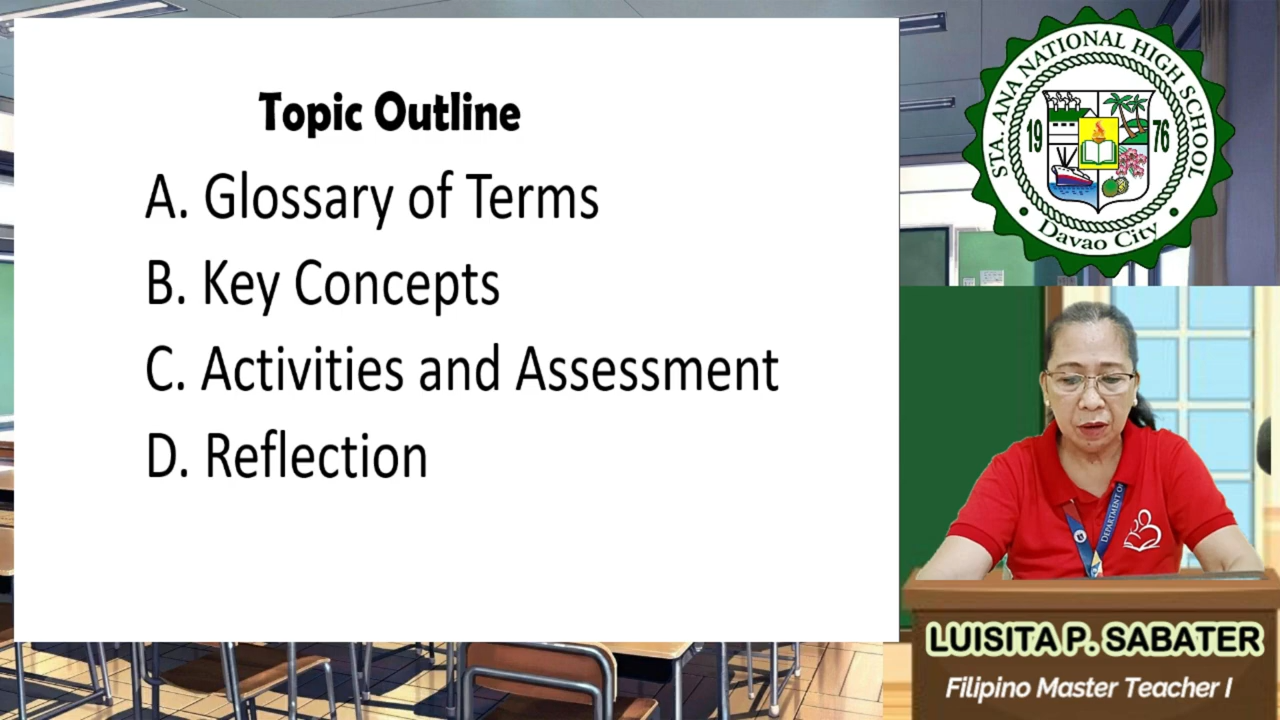 Topic Outline
A. Glossary of Terms
B. Key Concepts
C. Activities and Assessment
D. Reflection
STA. ANA NATIONAL HIGH SCHOOL
19 76
Davao City
DEPARTMENT O
LUISITA P. SABATER
Filipino Master Teacher I